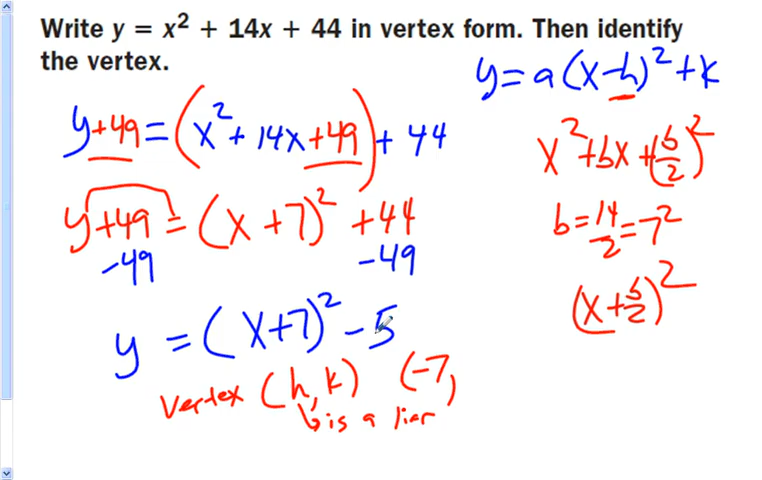 Write y = x² + 14x + 44 in vertex form. Then identify
the vertex.
y = a(x-h)² + k
y+49 = (x² + 14x +49) + 44
x² + bx + (b/2)²
y+49 = (x +7)² +44
b = 14/2 = 7²
-49 -49
(x + b/2)²
y = (x+7)² - 5
vertex (h, k) (-7,
↳ is a lier